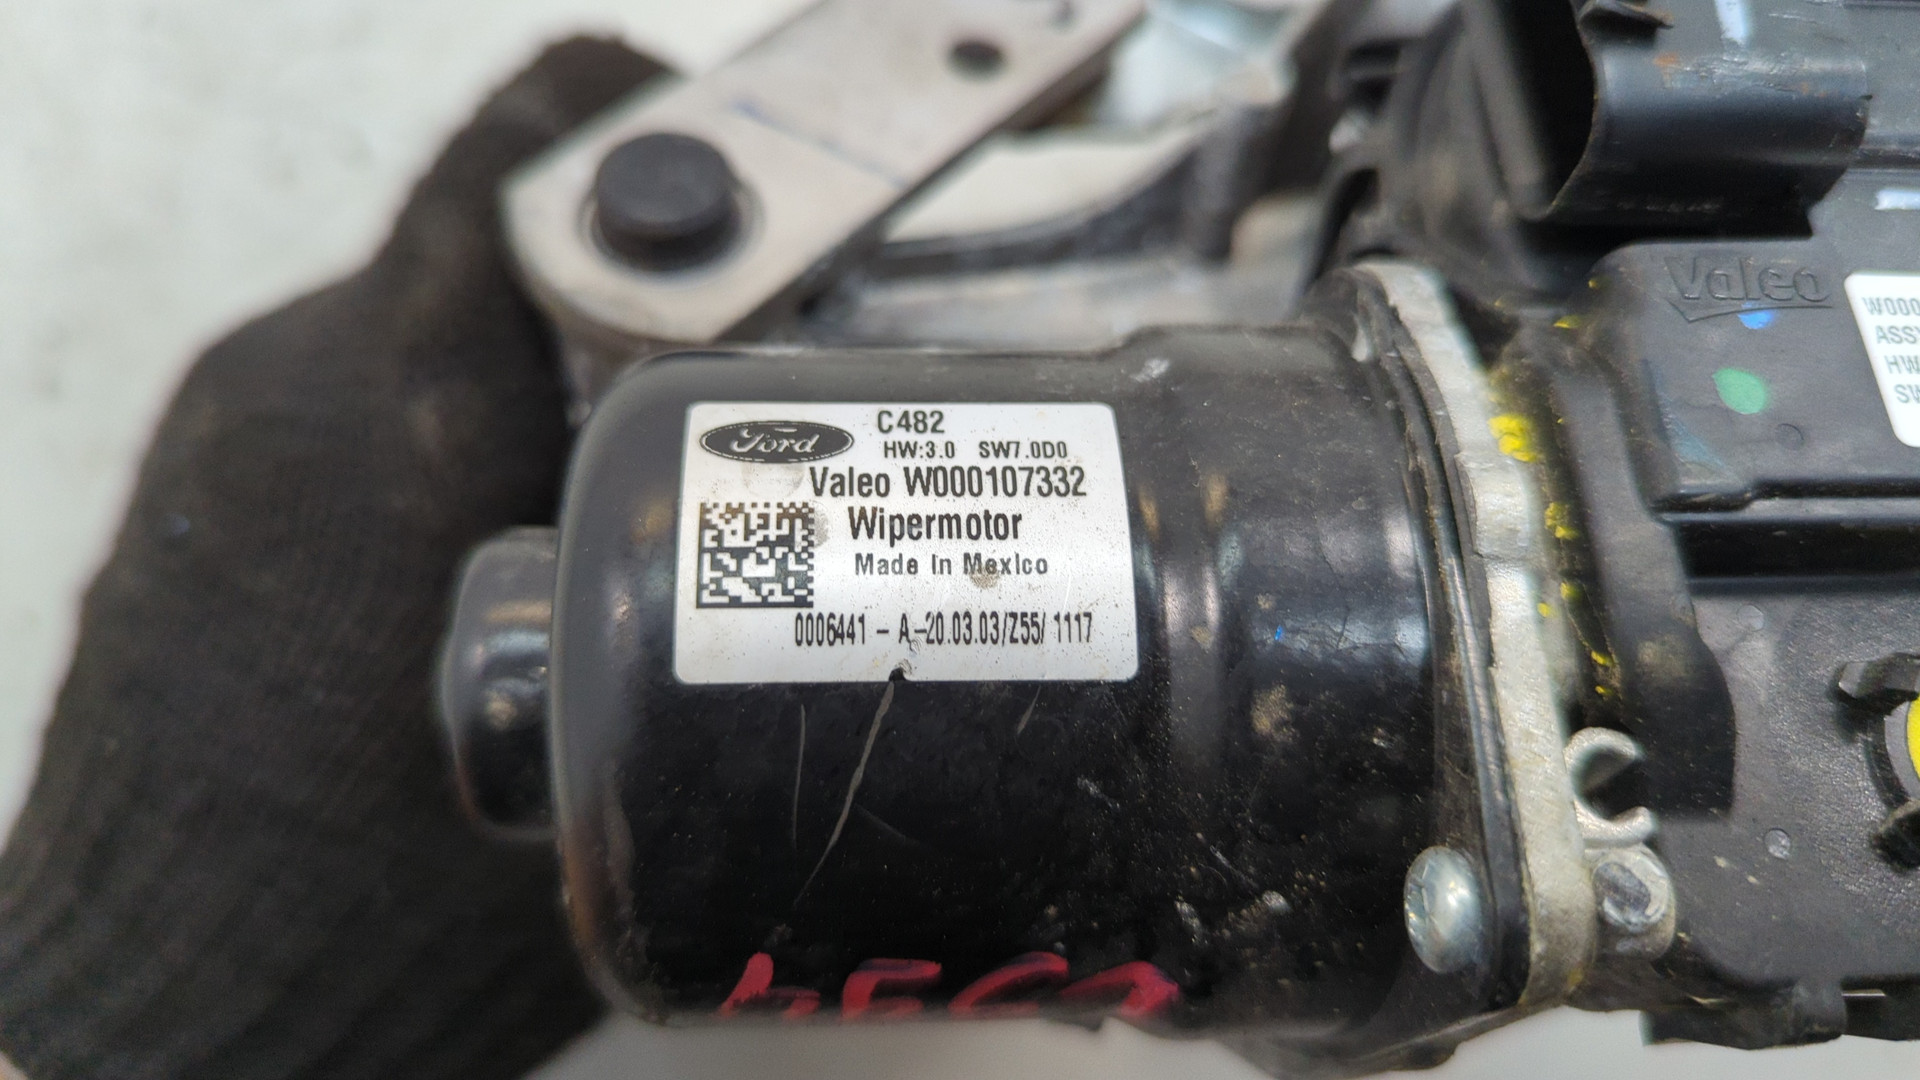 Ford
C482
HW:3.0 SW7.0D0
Valeo W000107332
Wipermotor
Made in Mexico
0006441 - A-20.03.03/Z55/ 1117
Valeo